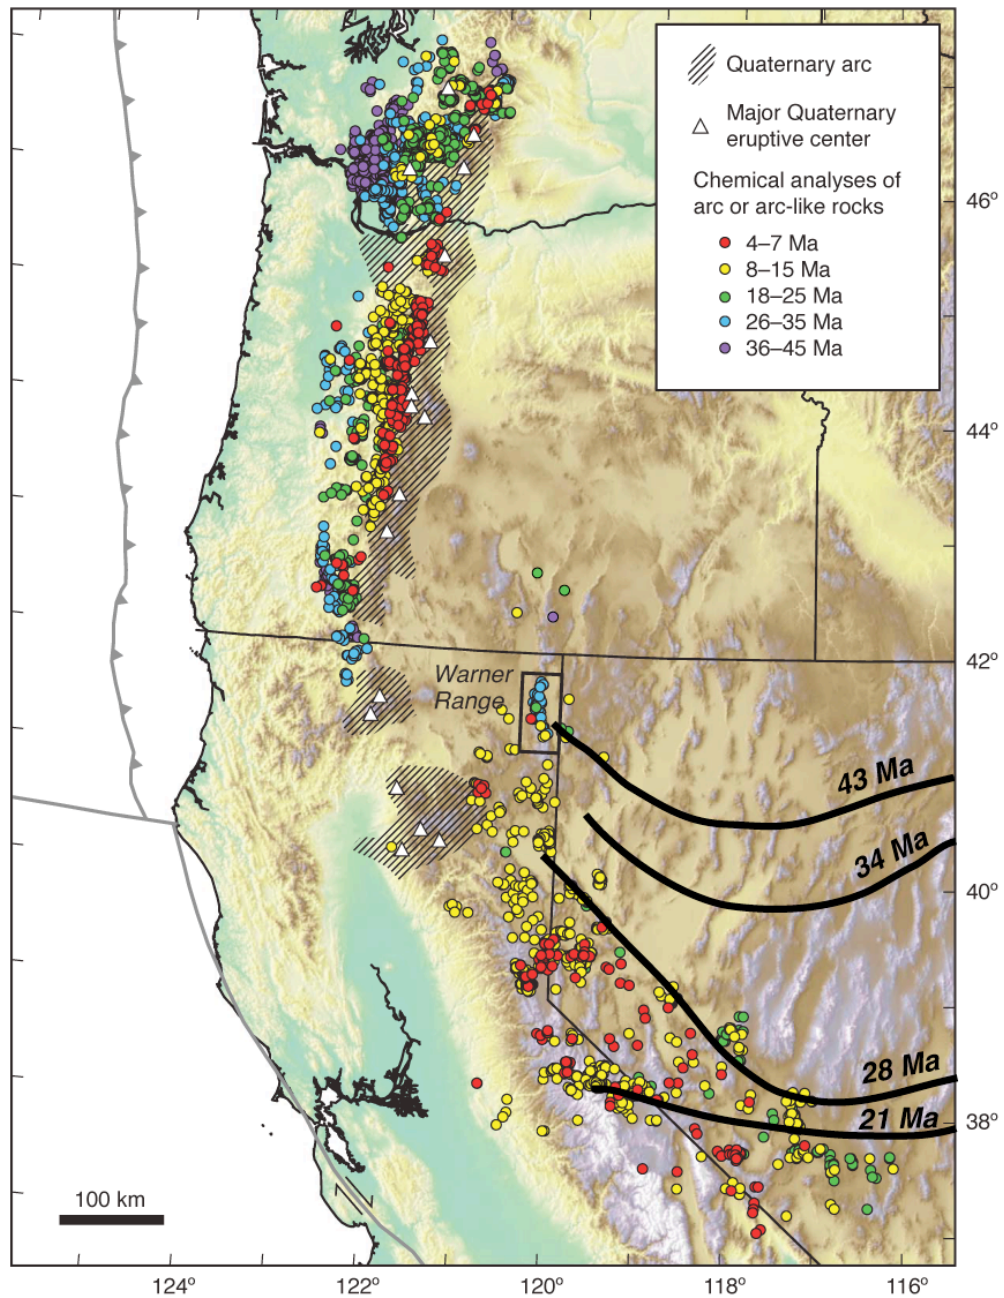 Quaternary arc
Major Quaternary
eruptive center
Chemical analyses of
arc or arc-like rocks
4–7 Ma
8–15 Ma
18–25 Ma
26–35 Ma
36–45 Ma
46°
44°
42°
Warner
Range
43 Ma
34 Ma
40°
28 Ma
21 Ma
38°
100 km
124°
122°
120°
118°
116°